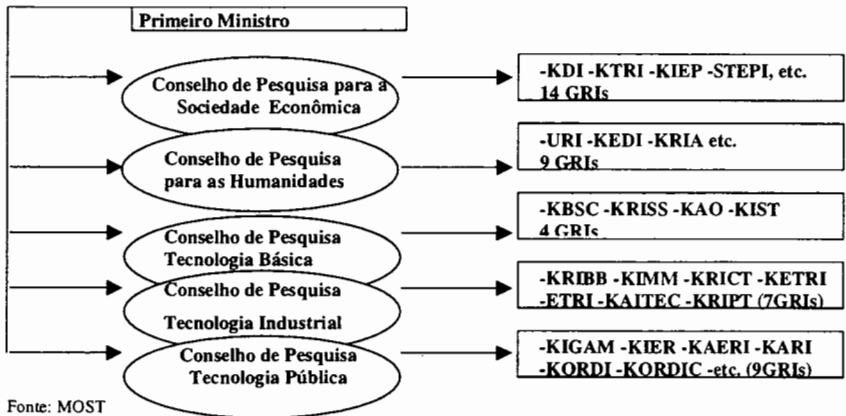 Primeiro Ministro
Conselho de Pesquisa para a
Sociedade Econômica
-KDI -KTRI -KIEP -STEPI, etc.
14 GRIs
Conselho de Pesquisa
para as Humanidades
-URI -KEDI -KRIA etc.
9 GRIs
Conselho de Pesquisa
Tecnologia Básica
-KBSC -KRISS -KAO -KIST
4 GRIs
Conselho de Pesquisa
Tecnologia Industrial
-KRIBB -KIMM -KRICT -KETRI
-ETRI -KAITEC -KRIPT (7GRIs)
Conselho de Pesquisa
Tecnologia Pública
-KIGAM -KIER -KAERI -KARI
-KORDI -KORDIC -etc. (9GRIs)
Fonte: MOST